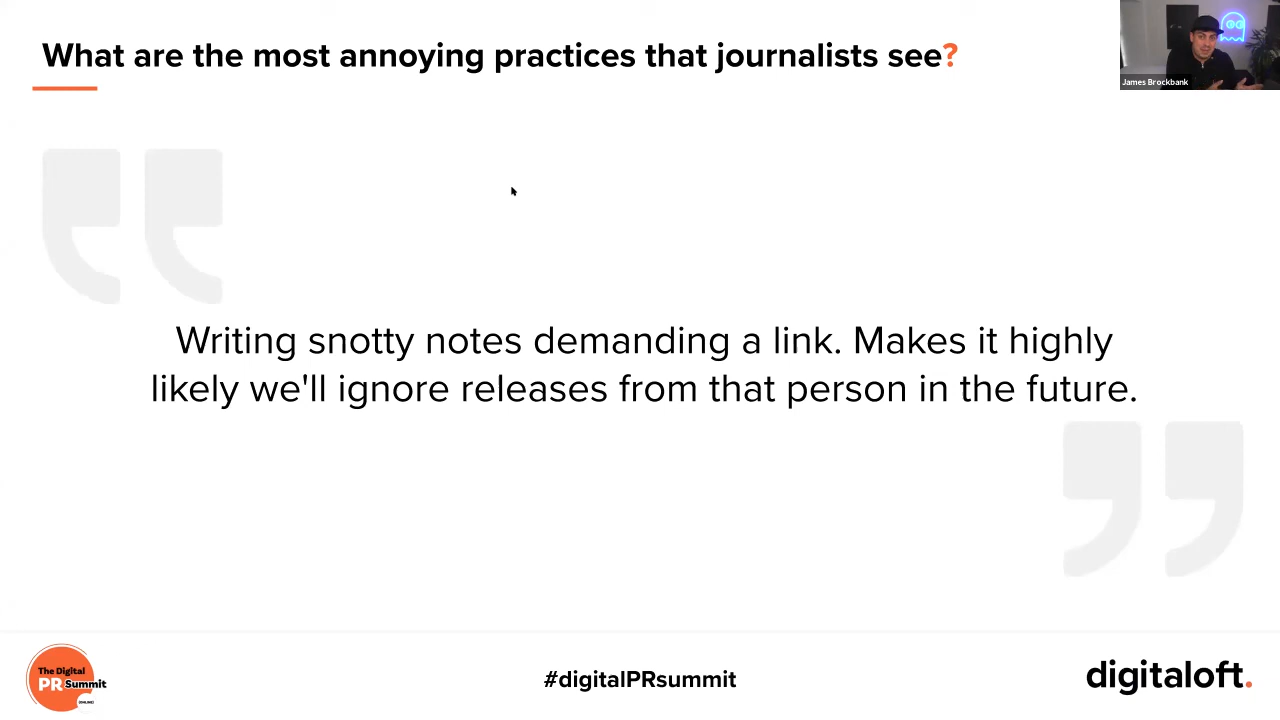 What are the most annoying practices that journalists see?
James Brockbank
Writing snotty notes demanding a link. Makes it highly
likely we'll ignore releases from that person in the future.
The Digital
PR Summit
(ONLINE)
#digitalPRsummit
digitaloft.